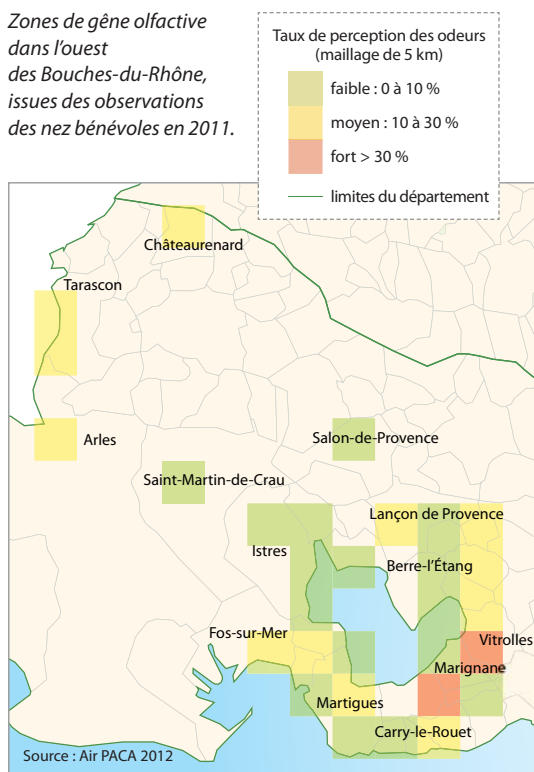 Zones de gêne olfactive
dans l'ouest
des Bouches-du-Rhône,
issues des observations
des nez bénévoles en 2011.
Taux de perception des odeurs
(maillage de 5 km)
faible : 0 à 10 %
moyen : 10 à 30 %
fort > 30 %
limites du département
Châteaurenard
Tarascon
Arles
Salon-de-Provence
Saint-Martin-de-Crau
Lançon de Provence
Istres
Berre-l'Étang
Fos-sur-Mer
Vitrolles
Marignane
Martigues
Carry-le-Rouet
Source : Air PACA 2012